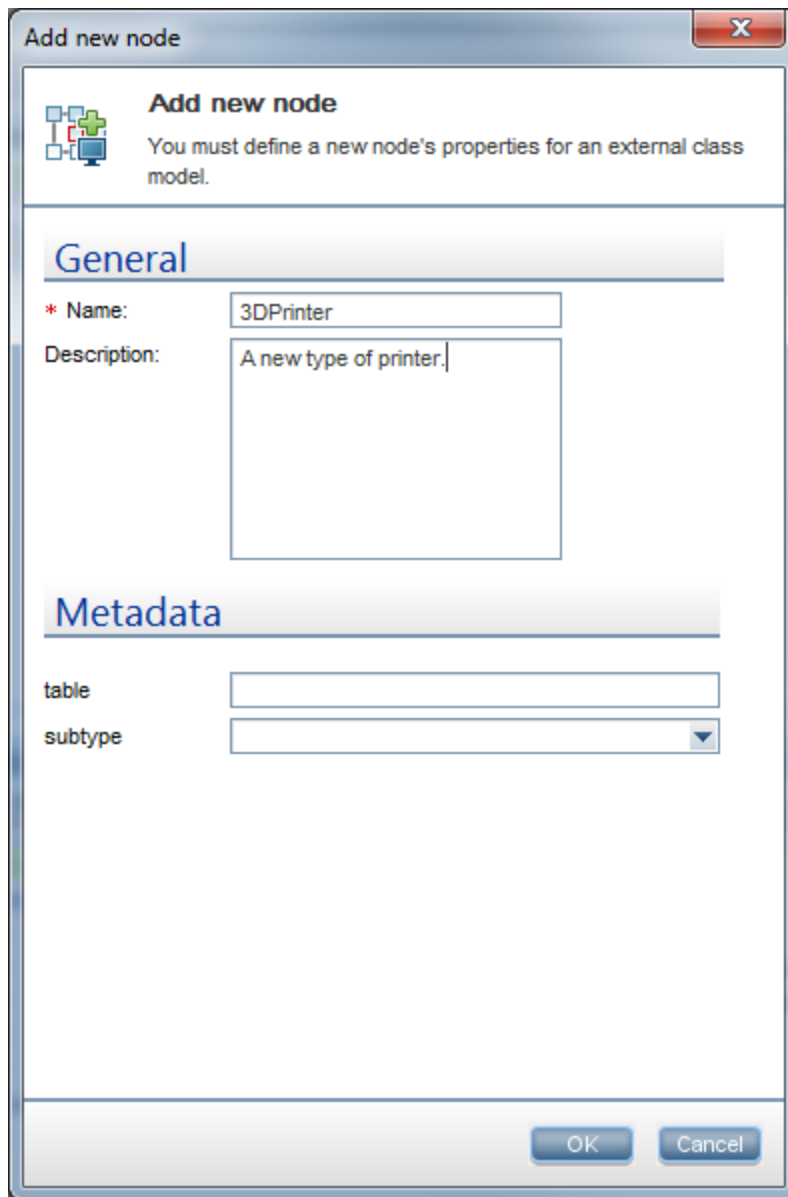 Add new node
Add new node
You must define a new node's properties for an external class
model.
General
* Name:
3DPrinter
Description:
A new type of printer.
Metadata
table
subtype
OK
Cancel